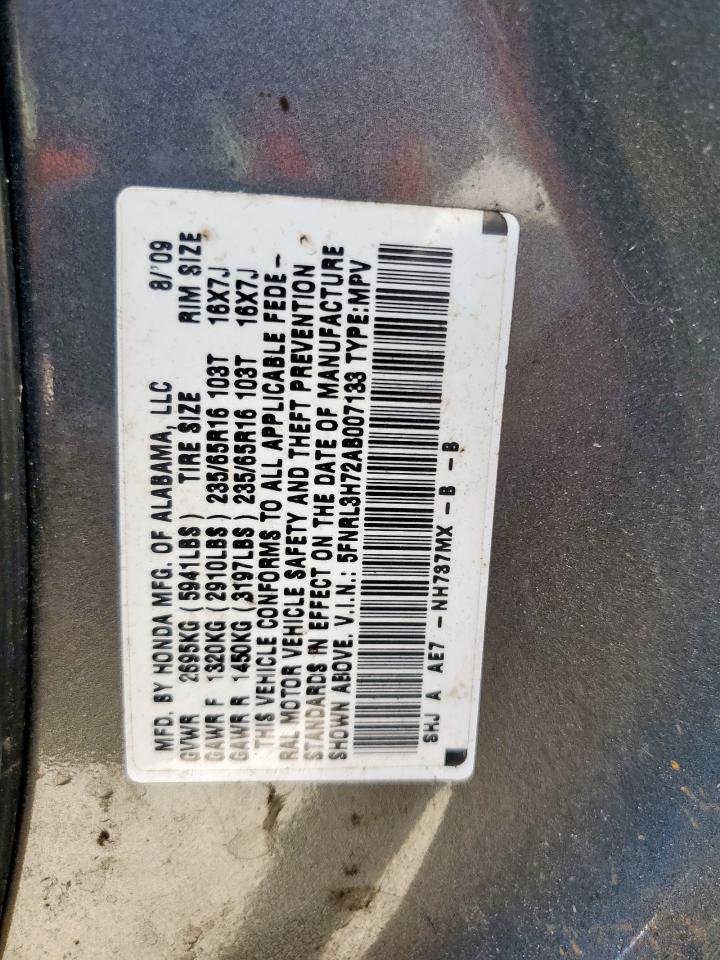 MFD. BY HONDA MFG. OF ALABAMA, LLC 8/'09
GVWR 2695KG (5941LBS) TIRE SIZE RIM SIZE
GAWR F 1320KG (2910LBS) 235/65R16 103T 16X7J
GAWR R 1450KG (3197LBS) 235/65R16 103T 16X7J
THIS VEHICLE CONFORMS TO ALL APPLICABLE FEDE-
RAL MOTOR VEHICLE SAFETY AND THEFT PREVENTION
STANDARDS IN EFFECT ON THE DATE OF MANUFACTURE
SHOWN ABOVE. V.I.N.: 5FNRL3H72AB007133 TYPE:MPV
SHJ A AE7 -NH737MX -B -B